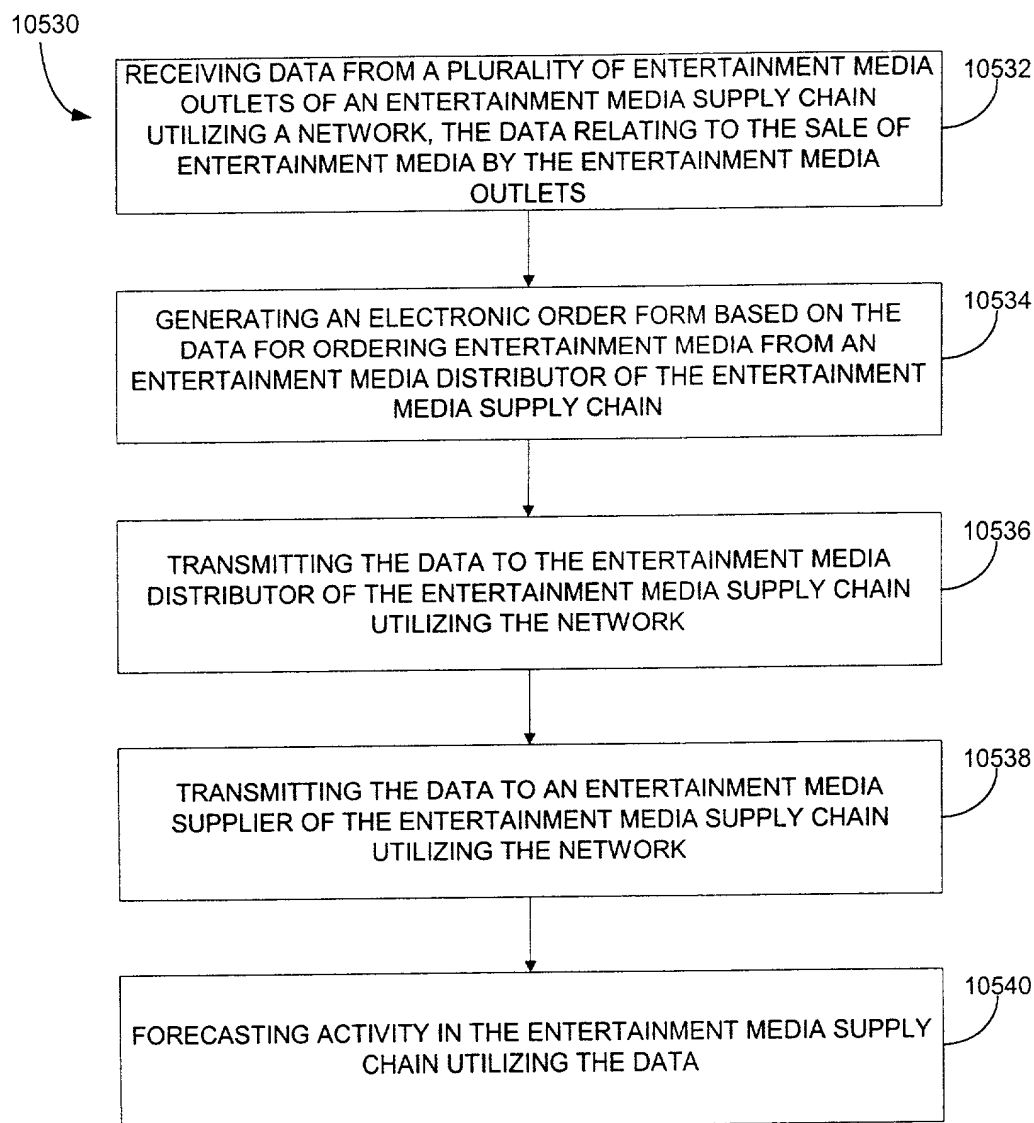 10530
RECEIVING DATA FROM A PLURALITY OF ENTERTAINMENT MEDIA
OUTLETS OF AN ENTERTAINMENT MEDIA SUPPLY CHAIN
UTILIZING A NETWORK, THE DATA RELATING TO THE SALE OF
ENTERTAINMENT MEDIA BY THE ENTERTAINMENT MEDIA
OUTLETS
10532
GENERATING AN ELECTRONIC ORDER FORM BASED ON THE
DATA FOR ORDERING ENTERTAINMENT MEDIA FROM AN
ENTERTAINMENT MEDIA DISTRIBUTOR OF THE ENTERTAINMENT
MEDIA SUPPLY CHAIN
10534
TRANSMITTING THE DATA TO THE ENTERTAINMENT MEDIA
DISTRIBUTOR OF THE ENTERTAINMENT MEDIA SUPPLY CHAIN
UTILIZING THE NETWORK
10536
TRANSMITTING THE DATA TO AN ENTERTAINMENT MEDIA
SUPPLIER OF THE ENTERTAINMENT MEDIA SUPPLY CHAIN
UTILIZING THE NETWORK
10538
FORECASTING ACTIVITY IN THE ENTERTAINMENT MEDIA SUPPLY
CHAIN UTILIZING THE DATA
10540